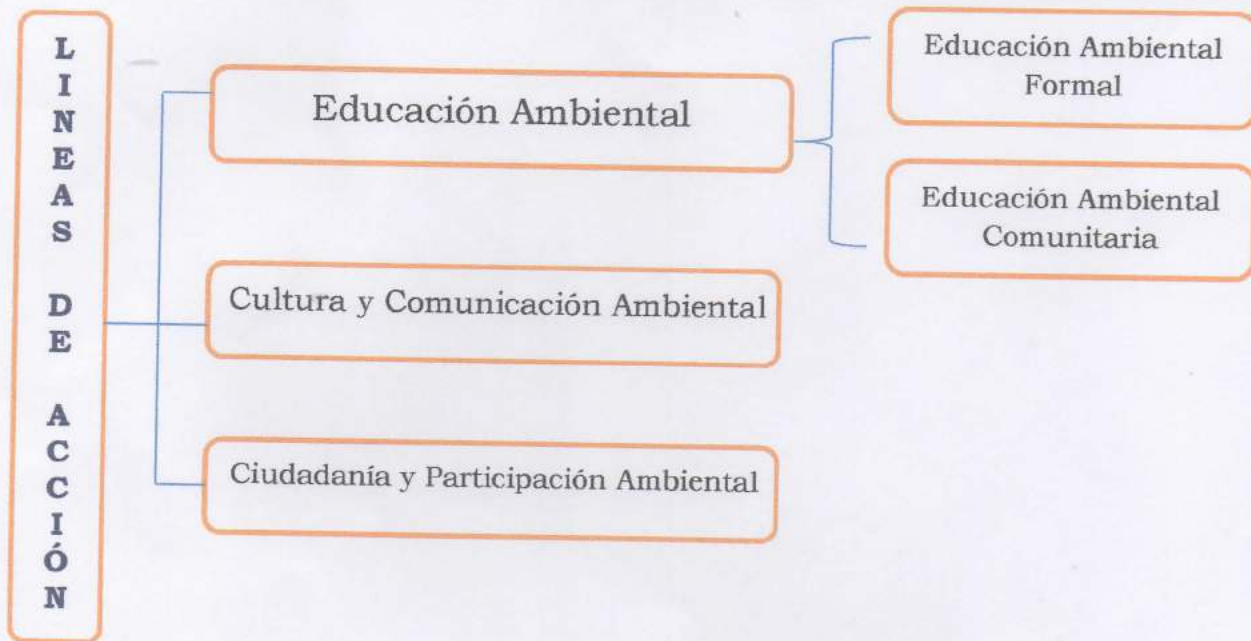 LINEAS DE ACCIÓN
Educación Ambiental
Educación Ambiental
Formal
Educación Ambiental
Comunitaria
Cultura y Comunicación Ambiental
Ciudadanía y Participación Ambiental